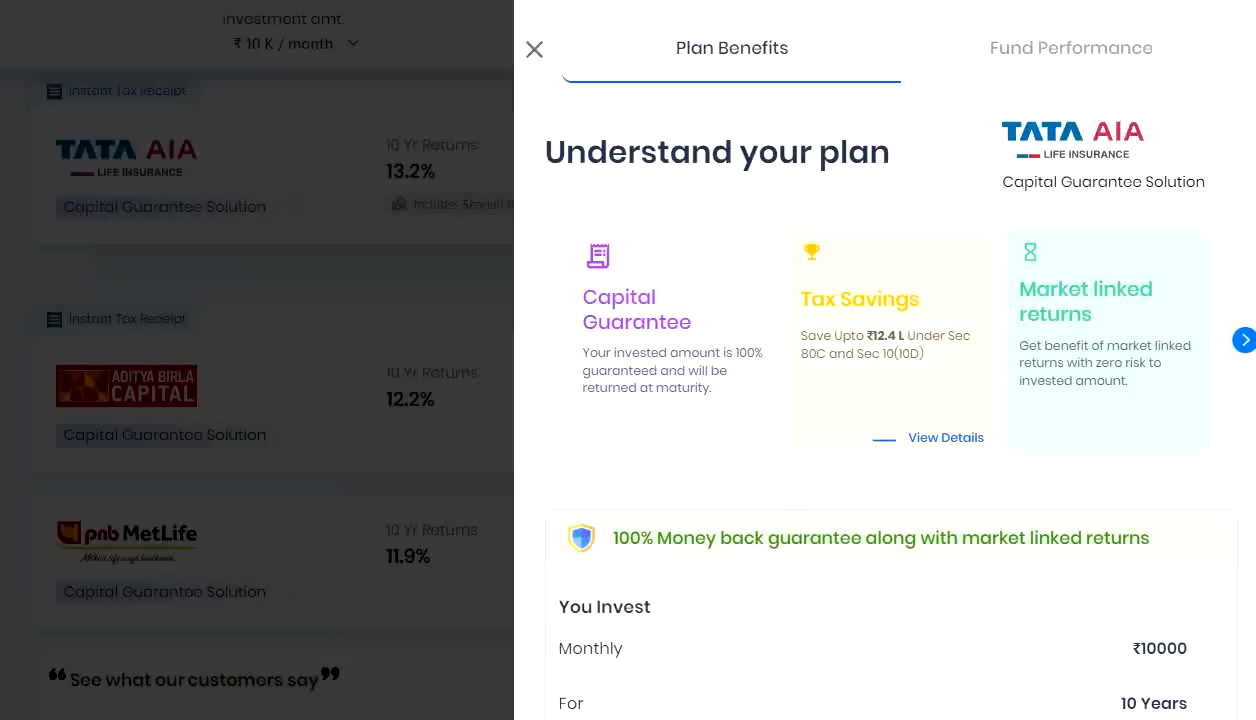 investment amt.
₹ 10 K / month
Instant Tax Receipt
TATA AIA
LIFE INSURANCE
Capital Guarantee Solution
10 Yr Returns
13.2%
Includes
Instant Tax Receipt
ADITYA BIRLA
CAPITAL
Capital Guarantee Solution
10 Yr Returns
12.2%
pnb MetLife
Milkar life aage badhaein
Capital Guarantee Solution
10 Yr Returns
11.9%
❝ See what our customers say ❞
Plan Benefits
Fund Performance
Understand your plan
TATA AIA
LIFE INSURANCE
Capital Guarantee Solution
Capital
Guarantee
Your invested amount is 100%
guaranteed and will be
returned at maturity.
Tax Savings
Save Upto ₹12.4 L Under Sec
80C and Sec 10(10D)
View Details
Market linked
returns
Get benefit of market linked
returns with zero risk to
invested amount.
100% Money back guarantee along with market linked returns
You Invest
Monthly
₹10000
For
10 Years